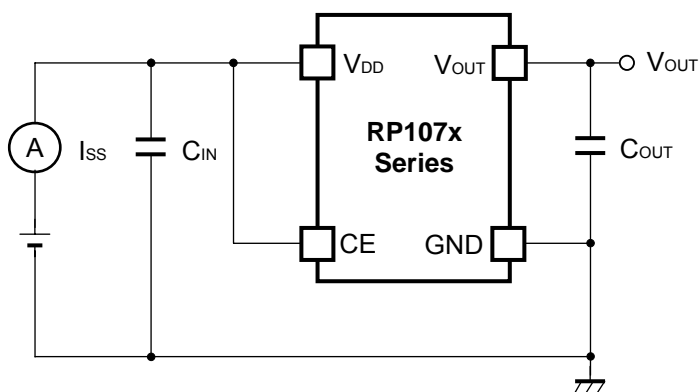 VDD
VOUT
VOUT
RP107x
Series
A
ISS
CIN
COUT
CE
GND